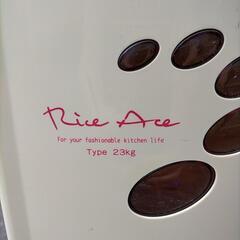 Rice Ace
For your fashionable kitchen life
Type 23kg